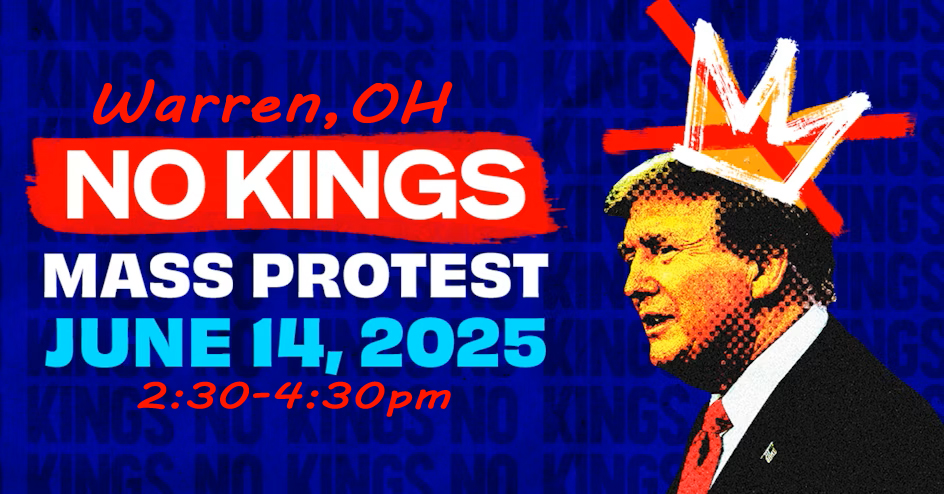 Warren, OH
NO KINGS
MASS PROTEST
JUNE 14, 2025
2:30-4:30pm